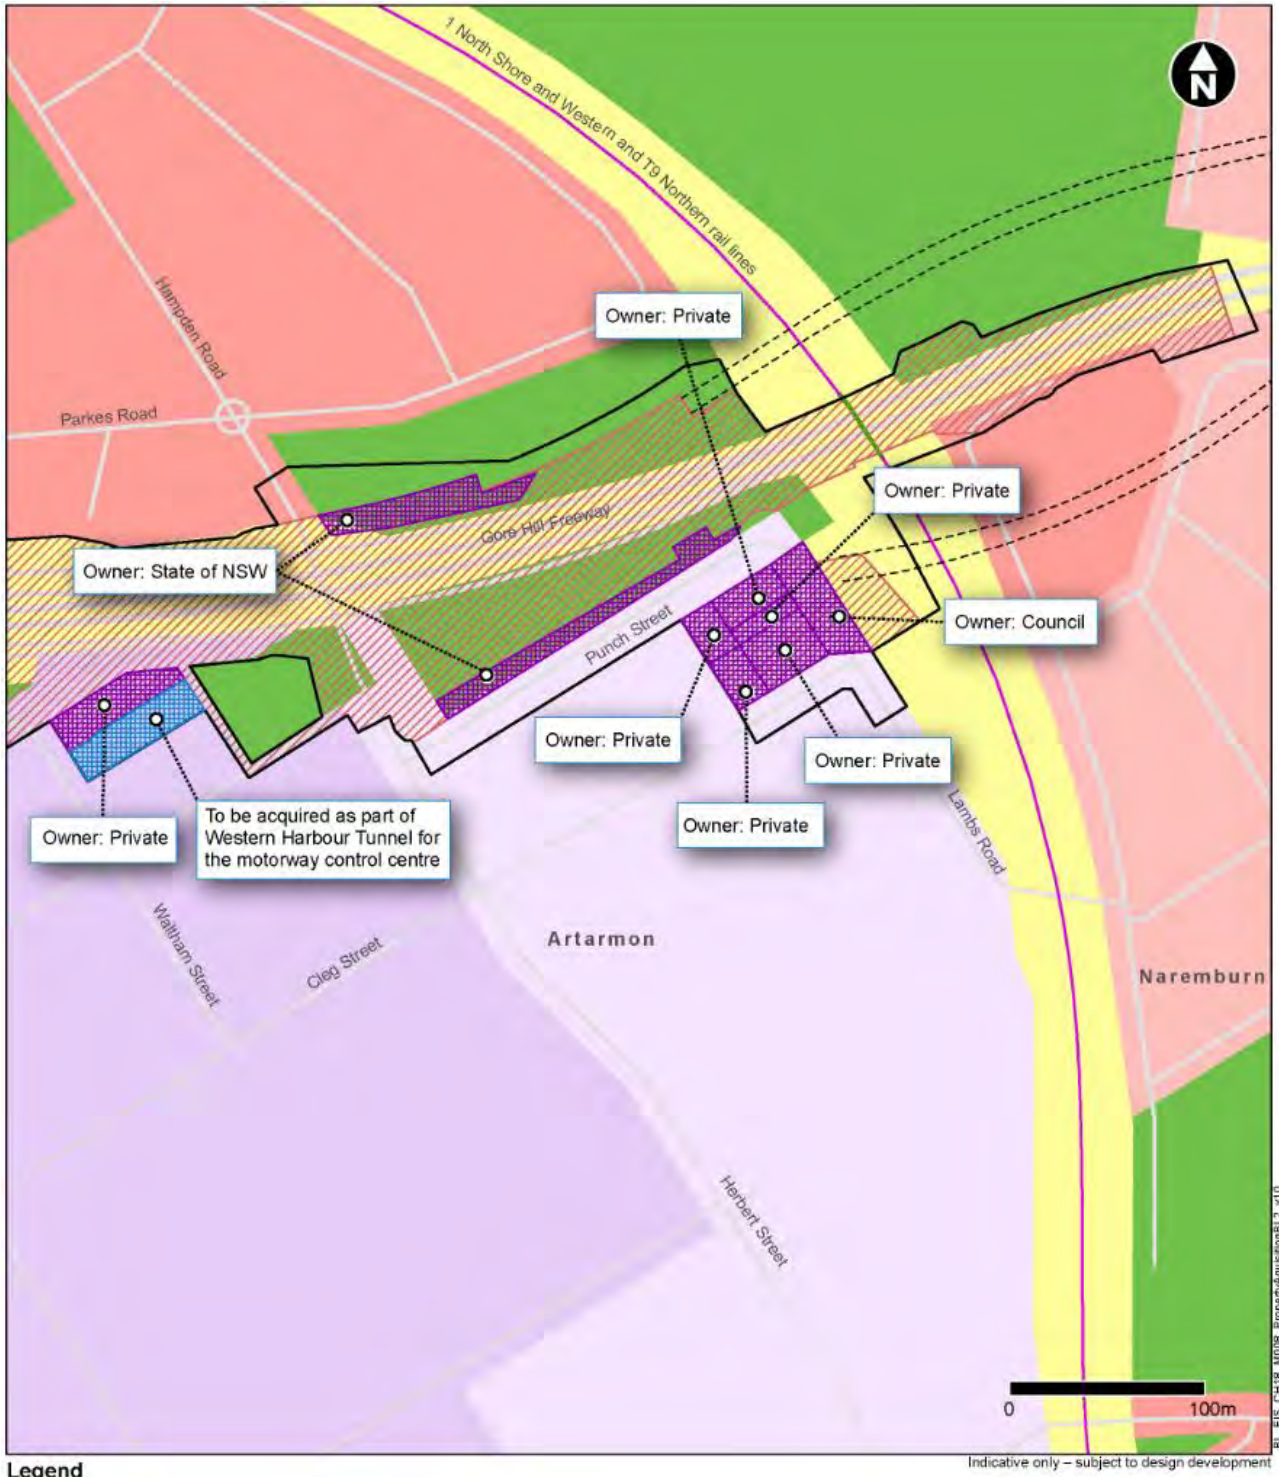 1 North Shore and Western and T9 Northern rail lines
N
Hampden Road
Owner: Private
Parkes Road
Owner: Private
Gore Hill Freeway
Owner: State of NSW
Punch Street
Owner: Council
Owner: Private
Owner: Private
To be acquired as part of
Western Harbour Tunnel for
the motorway control centre
Owner: Private
Owner: Private
Lambs Road
Waltham Street
Cleg Street
Artarmon
Naremburn
Herbert Street
0 100m
Indicative only – subject to design development
Legend